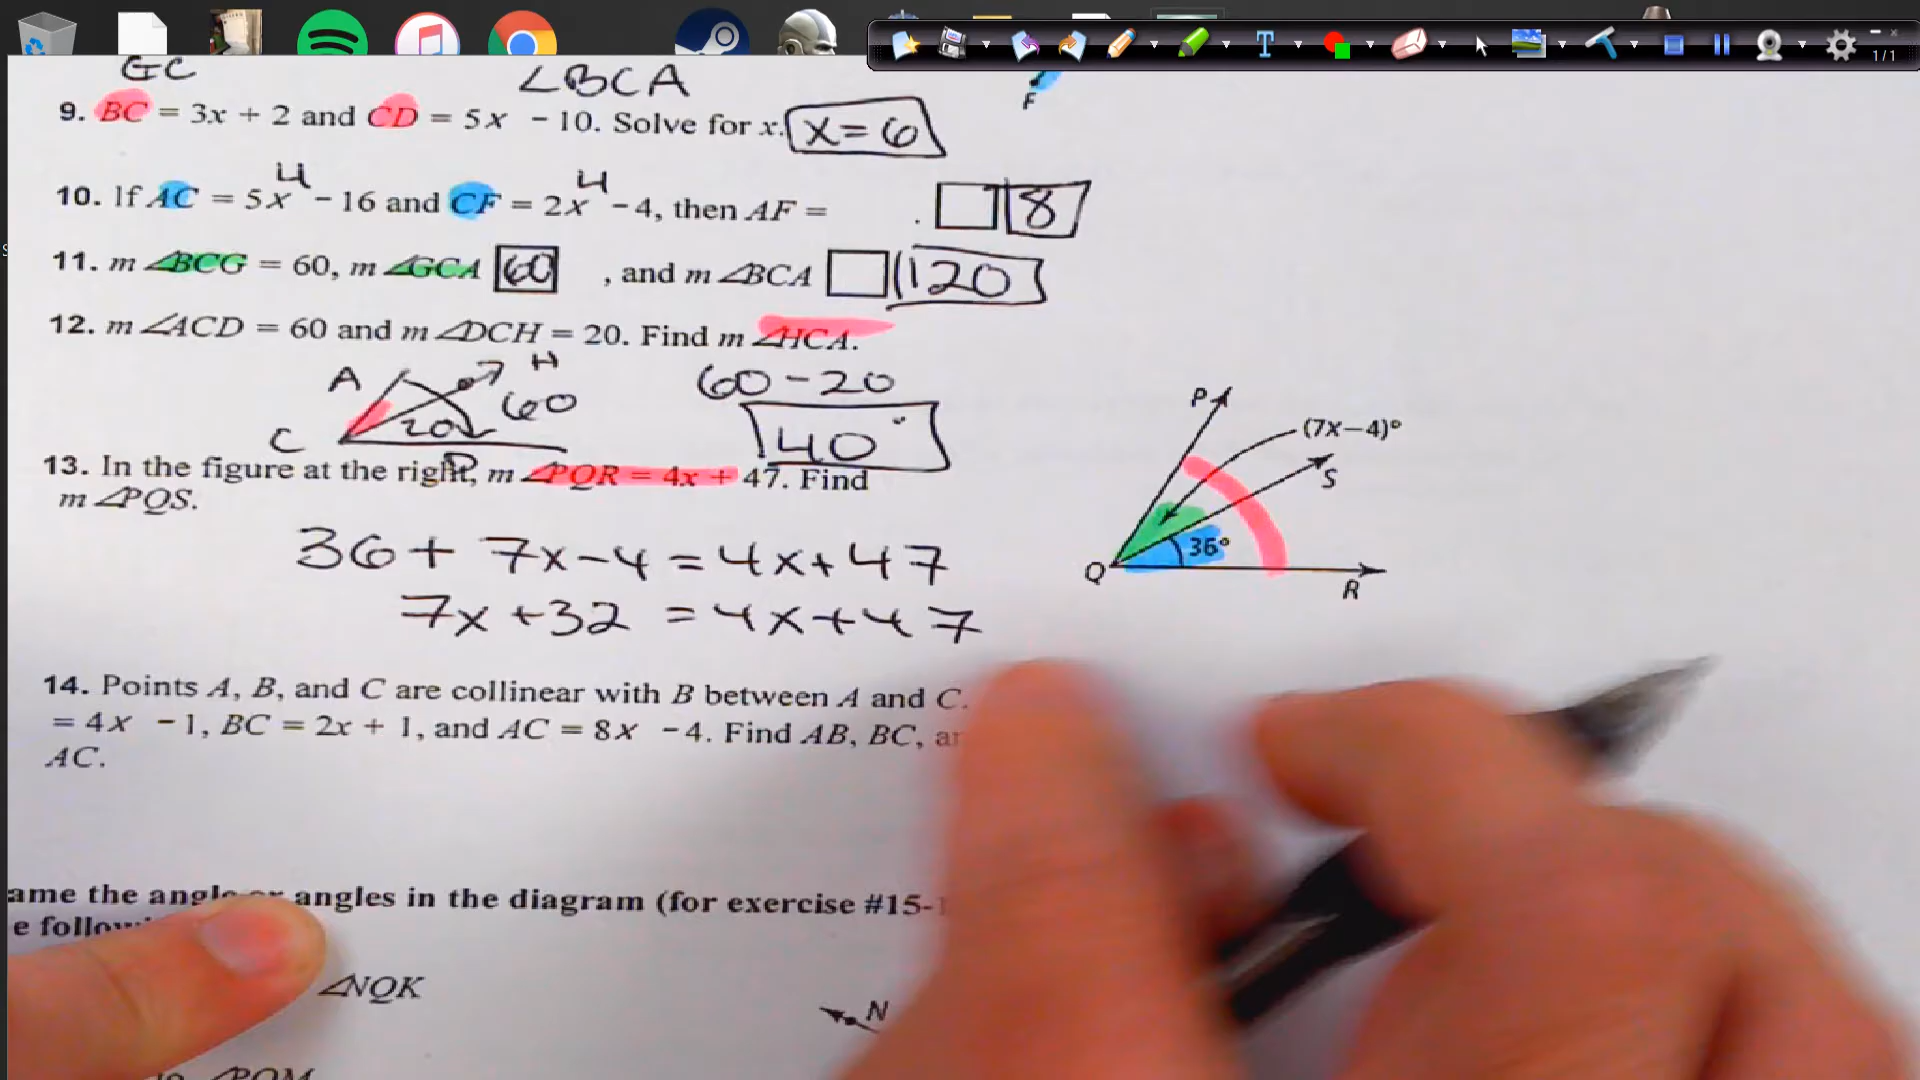 1/1
GC
∠BCA
F
9. BC = 3x + 2 and CD = 5x - 10. Solve for x. x = 6
4 4
10. If AC = 5x - 16 and CF = 2x - 4, then AF = . 8
11. m ∠BCG = 60, m ∠GCA 60 , and m ∠BCA 120
12. m ∠ACD = 60 and m ∠DCH = 20. Find m ∠HCA.
A H 60
C 20 D
60 - 20
40°
13. In the figure at the right, m ∠PQR = 4x + 47. Find
m ∠PQS.
P (7x-4)°
S
36°
Q R
36 + 7x - 4 = 4x + 47
7x + 32 = 4x + 47
14. Points A, B, and C are collinear with B between A and C.
= 4x - 1, BC = 2x + 1, and AC = 8x - 4. Find AB, BC,
AC.
angles in the diagram (for exercise #15-
∠NQK
N
∠PQM